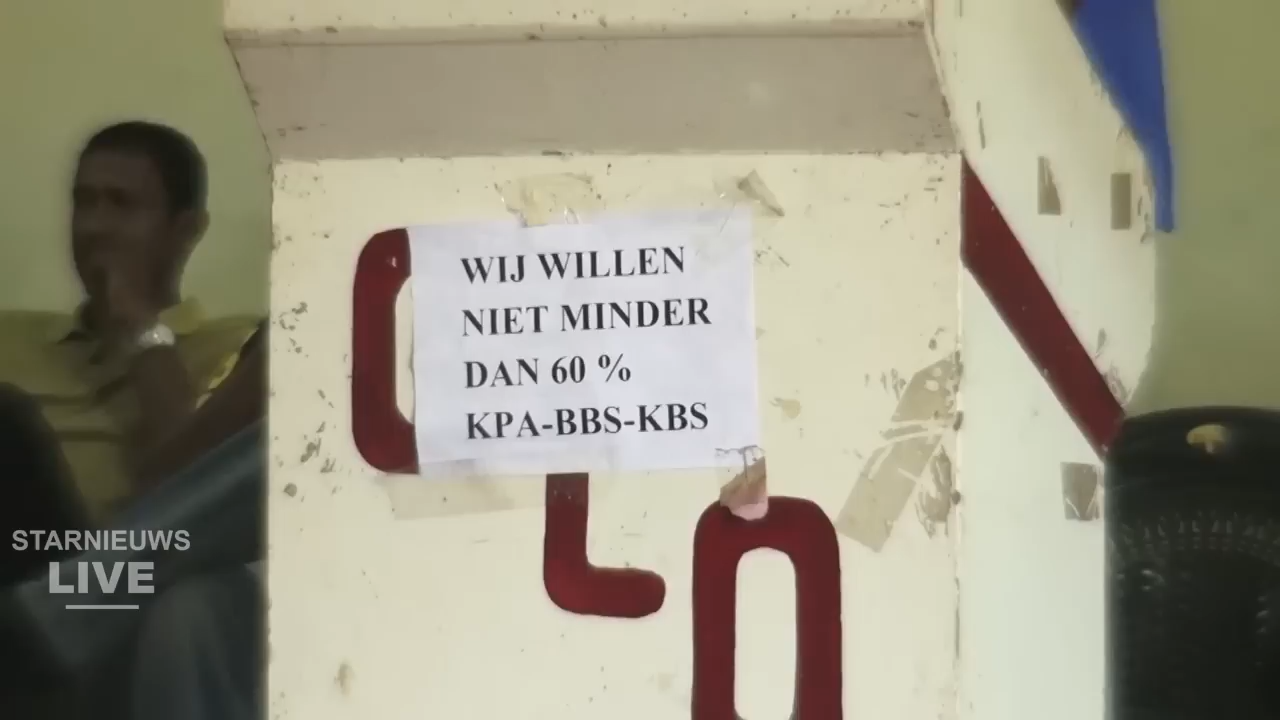 WIJ WILLEN
NIET MINDER
DAN 60 %
KPA-BBS-KBS
STARNIEUWS
LIVE